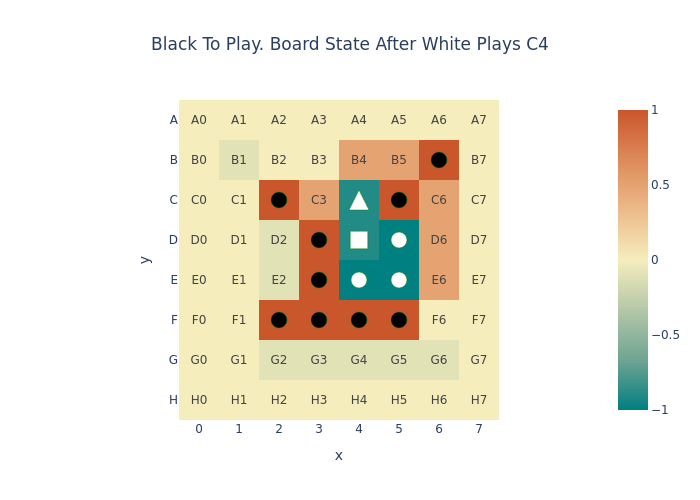 Black To Play. Board State After White Plays C4
A A0 A1 A2 A3 A4 A5 A6 A7
B B0 B1 B2 B3 B4 B5 B7
C C0 C1 C3 C6 C7
D D0 D1 D2 D6 D7
E E0 E1 E2 E6 E7
F F0 F1 F6 F7
G G0 G1 G2 G3 G4 G5 G6 G7
H H0 H1 H2 H3 H4 H5 H6 H7
0 1 2 3 4 5 6 7
x
y
1
0.5
0
−0.5
−1